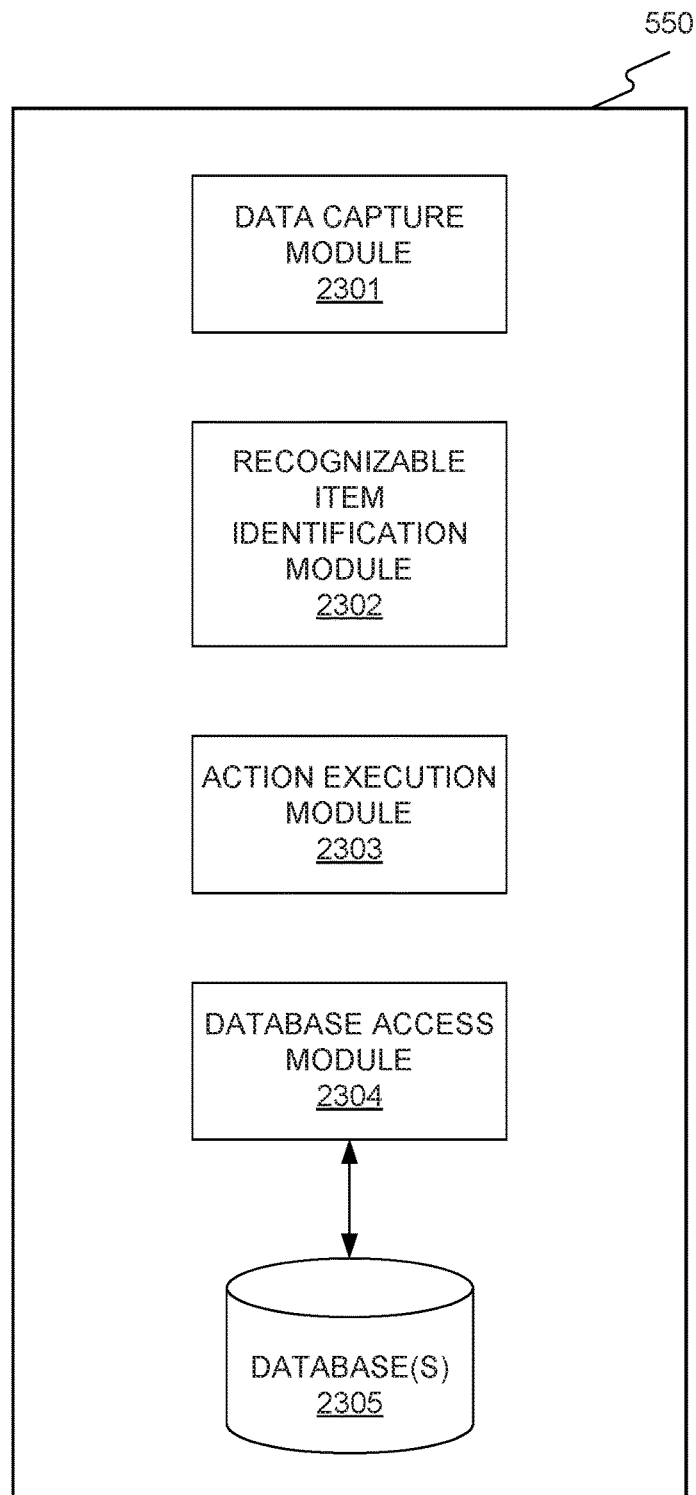 550
DATA CAPTURE
MODULE
2301
RECOGNIZABLE
ITEM
IDENTIFICATION
MODULE
2302
ACTION EXECUTION
MODULE
2303
DATABASE ACCESS
MODULE
2304
DATABASE(S)
2305